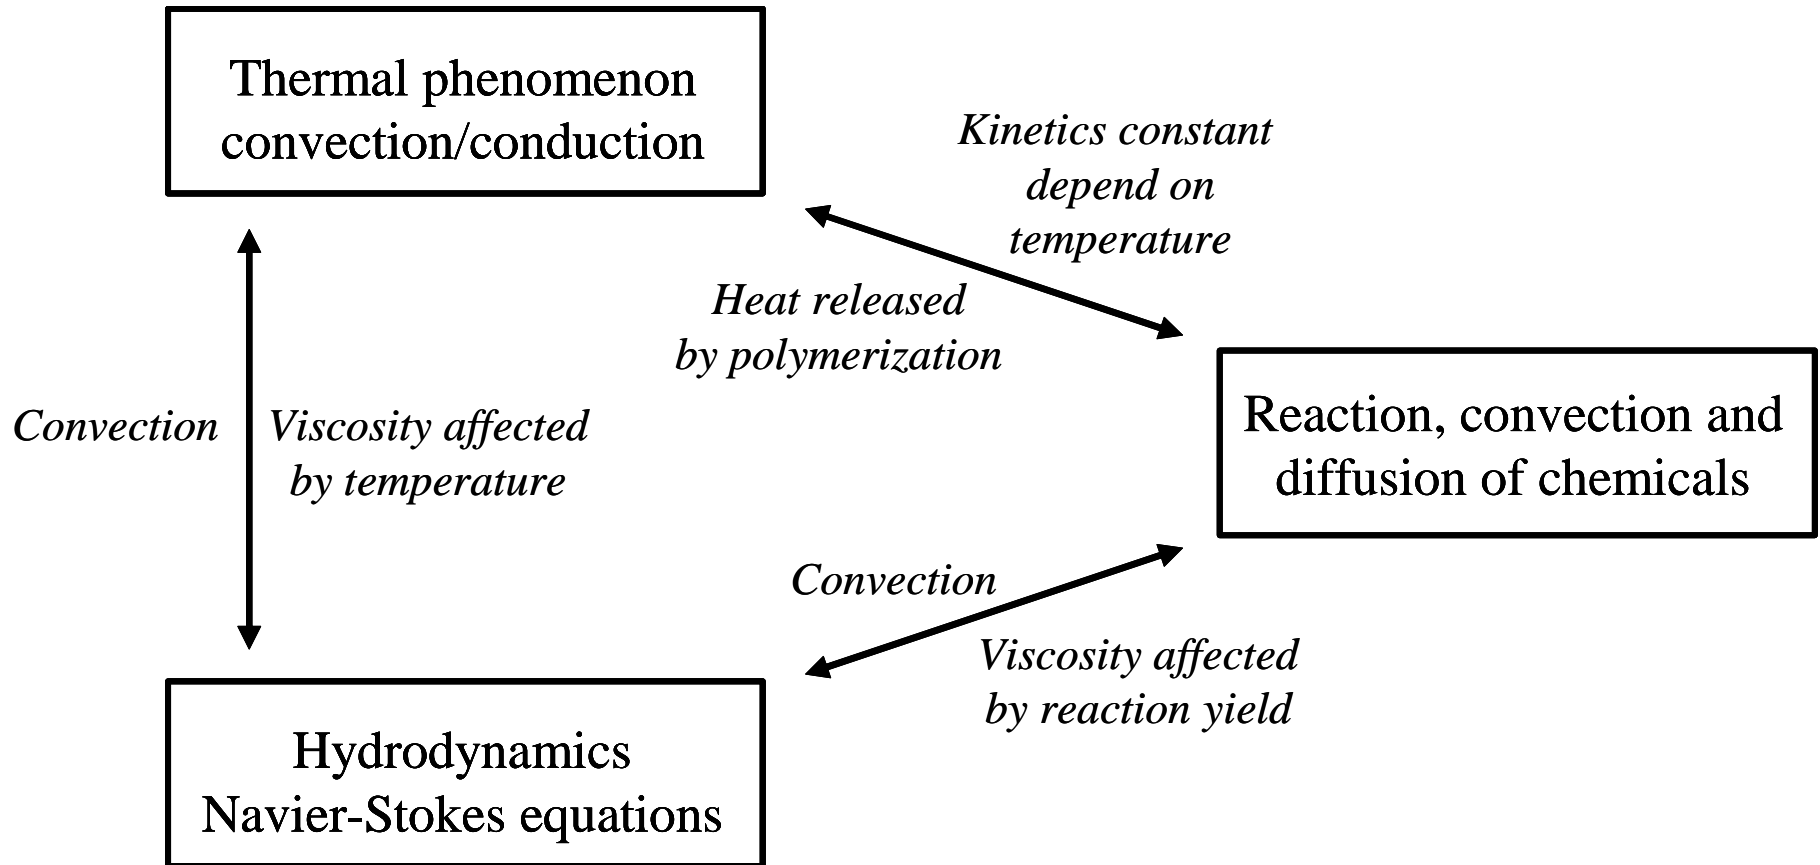 Thermal phenomenon
convection/conduction
Kinetics constant
depend on
temperature
Heat released
by polymerization
Reaction, convection and
diffusion of chemicals
Convection
Viscosity affected
by temperature
Convection
Viscosity affected
by reaction yield
Hydrodynamics
Navier-Stokes equations